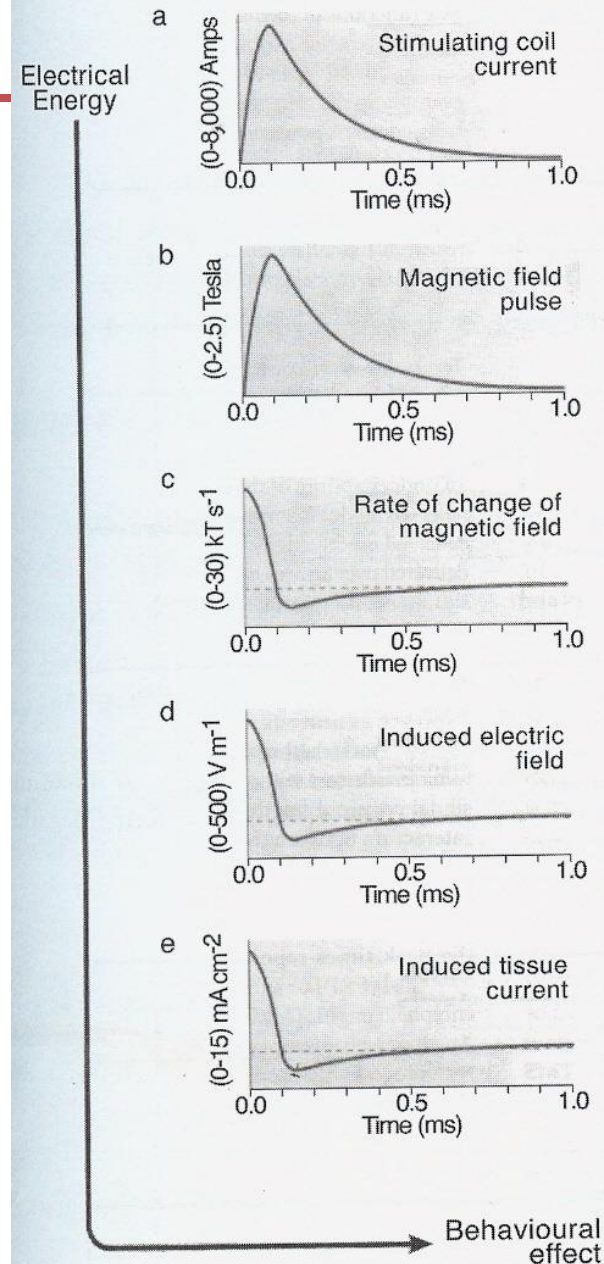 a
Stimulating coil
current
Electrical
Energy
(0-8,000) Amps
0.0 0.5 1.0
Time (ms)
b
Magnetic field
pulse
(0-2.5) Tesla
0.0 0.5 1.0
Time (ms)
c
Rate of change of
magnetic field
(0-30) kT s-1
0.0 0.5 1.0
Time (ms)
d
Induced electric
field
(0-500) V m-1
0.0 0.5 1.0
Time (ms)
e
Induced tissue
current
(0-15) mA cm-2
0.0 0.5 1.0
Time (ms)
Behavioural
effect